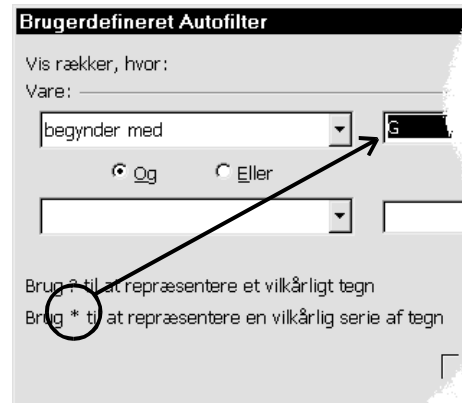 Brugerdefineret Autofilter
Vis rækker, hvor:
Vare:
begynder med
G
Og Eller
Brug ? til at repræsentere et vilkårligt tegn
Brug * til at repræsentere en vilkårlig serie af tegn